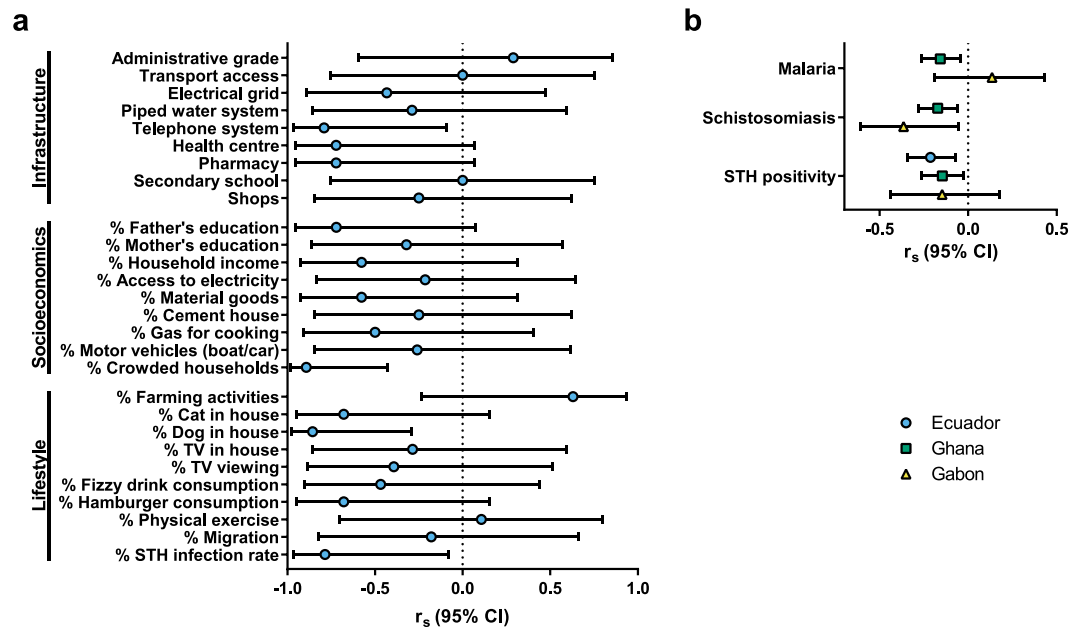 a
Infrastructure
Administrative grade
Transport access
Electrical grid
Piped water system
Telephone system
Health centre
Pharmacy
Secondary school
Shops
Socioeconomics
% Father's education
% Mother's education
% Household income
% Access to electricity
% Material goods
% Cement house
% Gas for cooking
% Motor vehicles (boat/car)
% Crowded households
Lifestyle
% Farming activities
% Cat in house
% Dog in house
% TV in house
% TV viewing
% Fizzy drink consumption
% Hamburger consumption
% Physical exercise
% Migration
% STH infection rate
-1.0 -0.5 0.0 0.5 1.0
rs (95% CI)
b
Malaria
Schistosomiasis
STH positivity
-0.5 0.0 0.5
rs (95% CI)
Ecuador
Ghana
Gabon